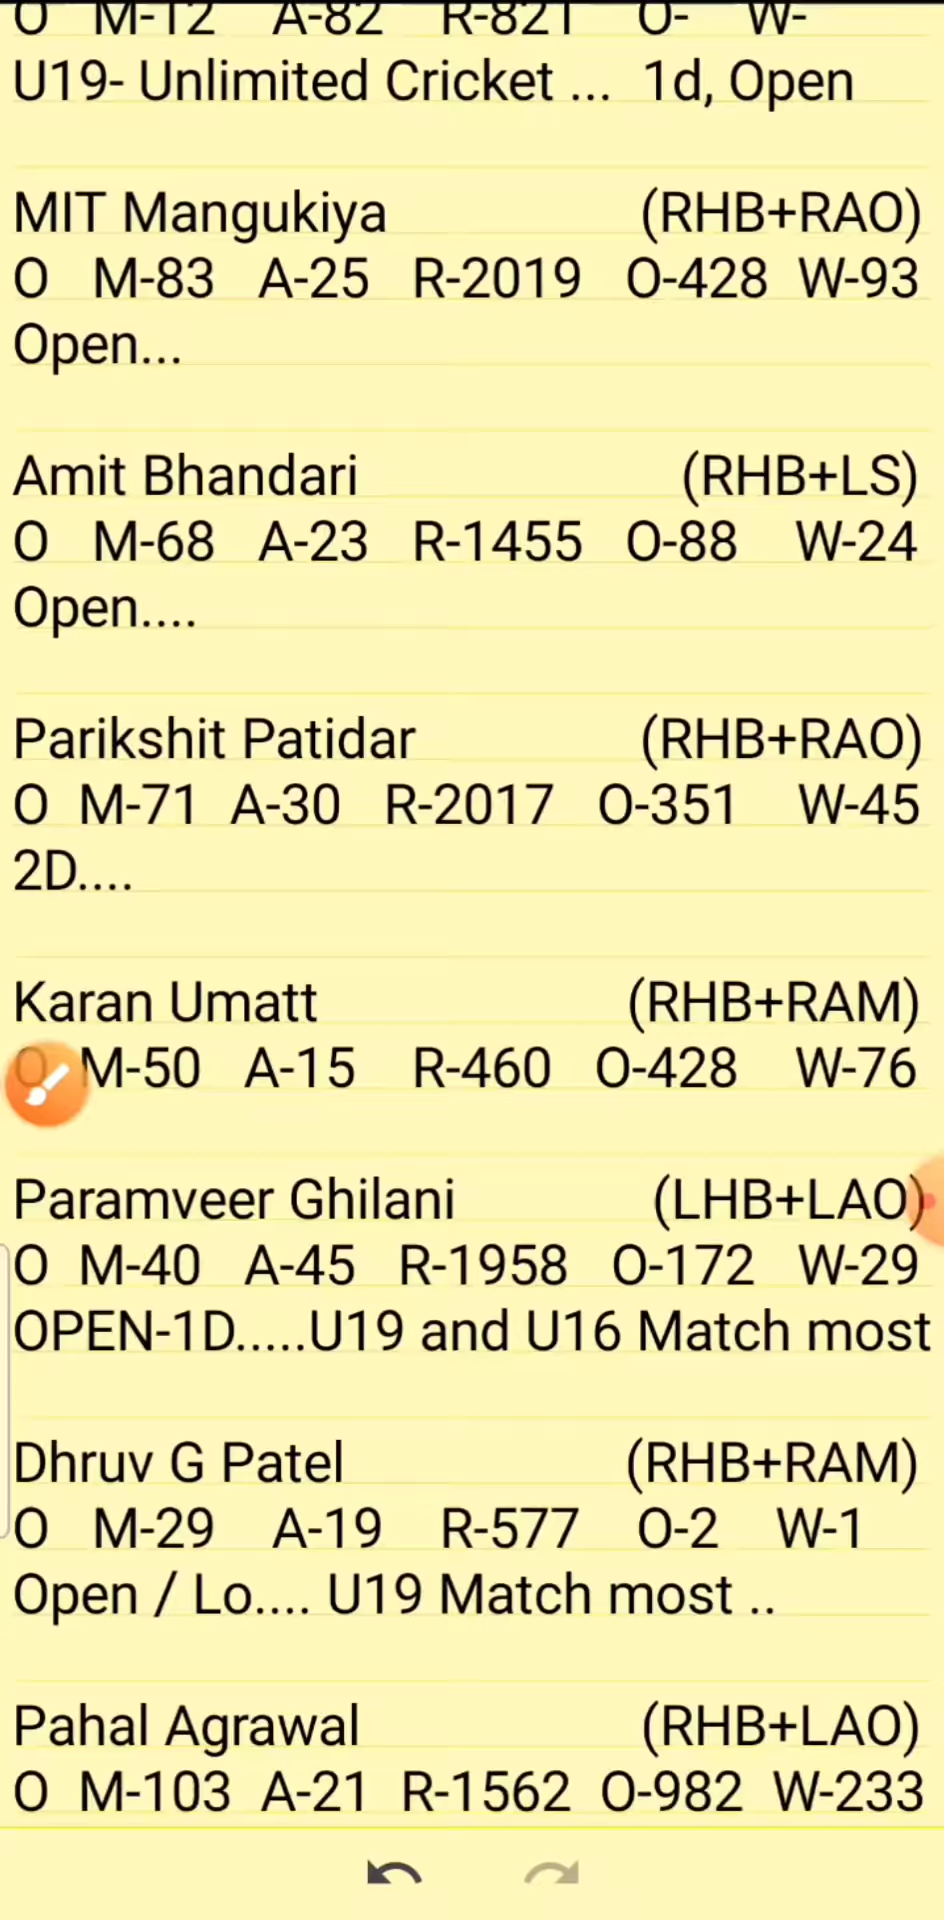 O M-12 A-82 R-821 O- W-
U19- Unlimited Cricket ... 1d, Open
MIT Mangukiya (RHB+RAO)
O M-83 A-25 R-2019 O-428 W-93
Open...
Amit Bhandari (RHB+LS)
O M-68 A-23 R-1455 O-88 W-24
Open....
Parikshit Patidar (RHB+RAO)
O M-71 A-30 R-2017 O-351 W-45
2D....
Karan Umatt (RHB+RAM)
O M-50 A-15 R-460 O-428 W-76
Paramveer Ghilani (LHB+LAO)
O M-40 A-45 R-1958 O-172 W-29
OPEN-1D.....U19 and U16 Match most
Dhruv G Patel (RHB+RAM)
O M-29 A-19 R-577 O-2 W-1
Open / Lo.... U19 Match most ..
Pahal Agrawal (RHB+LAO)
O M-103 A-21 R-1562 O-982 W-233